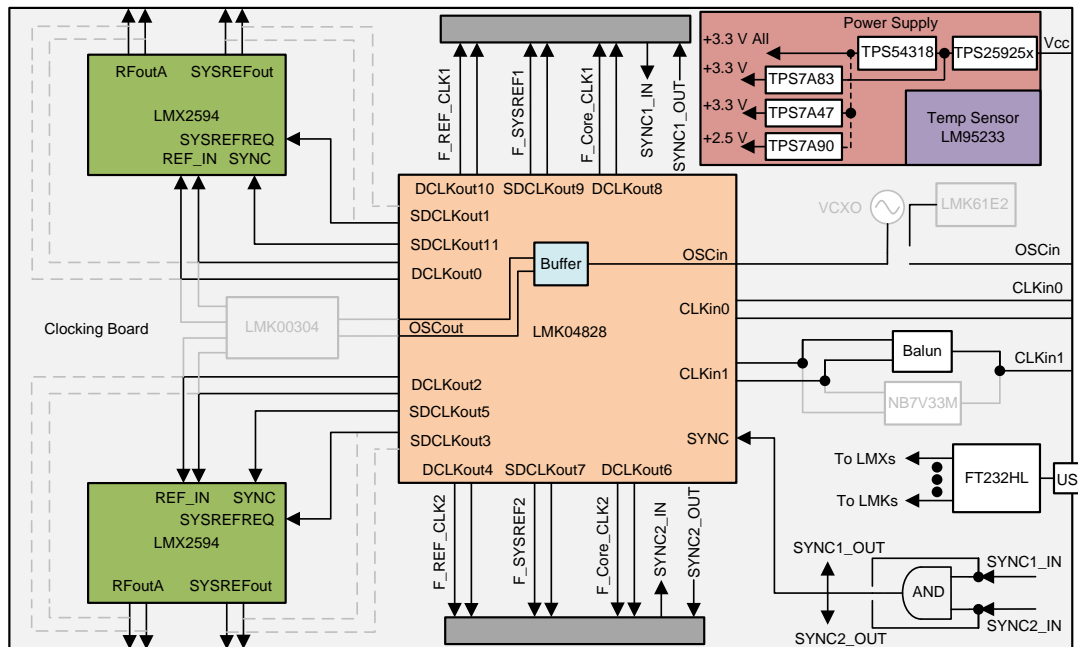 RFoutA SYSREFout
LMX2594
SYSREFREQ
REF_IN SYNC
F_REF_CLK1
F_SYSREF1
F_Core_CLK1
SYNC1_IN
SYNC1_OUT
Power Supply
+3.3 V All
TPS54318
TPS25925x
Vcc
+3.3 V
TPS7A83
+3.3 V
TPS7A47
+2.5 V
TPS7A90
Temp Sensor
LM95233
DCLKout10 SDCLKout9 DCLKout8
SDCLKout1
SDCLKout11
DCLKout0
Buffer
OSCin
VCXO
LMK61E2
OSCin
CLKin0
CLKin0
Clocking Board
LMK00304
OSCout
LMK04828
CLKin1
Balun
CLKin1
NB7V33M
DCLKout2
SDCLKout5
SDCLKout3
SYNC
DCLKout4 SDCLKout7 DCLKout6
To LMXs
To LMKs
FT232HL
US
REF_IN SYNC
SYSREFREQ
LMX2594
RFoutA SYSREFout
F_REF_CLK2
F_SYSREF2
F_Core_CLK2
SYNC2_IN
SYNC2_OUT
SYNC1_OUT
SYNC2_OUT
AND
SYNC1_IN
SYNC2_IN